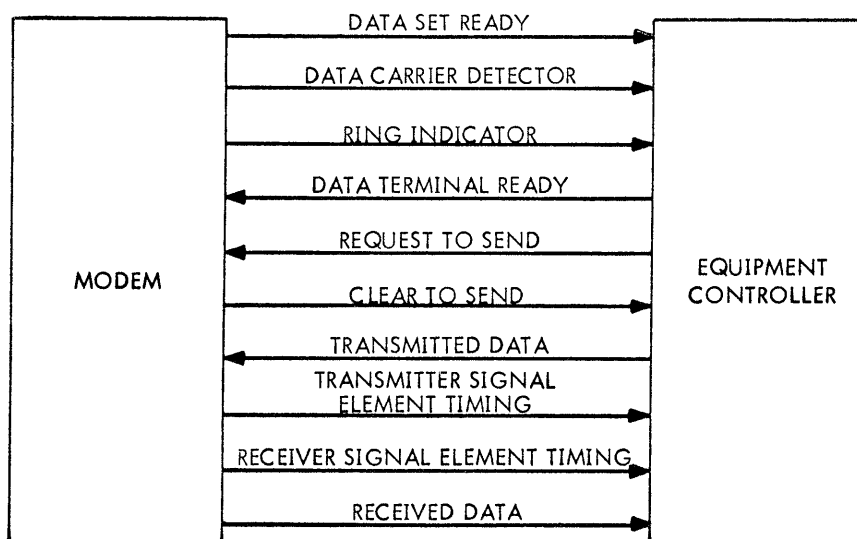 DATA SET READY
DATA CARRIER DETECTOR
RING INDICATOR
DATA TERMINAL READY
REQUEST TO SEND
MODEM
CLEAR TO SEND
EQUIPMENT
CONTROLLER
TRANSMITTED DATA
TRANSMITTER SIGNAL
ELEMENT TIMING
RECEIVER SIGNAL ELEMENT TIMING
RECEIVED DATA